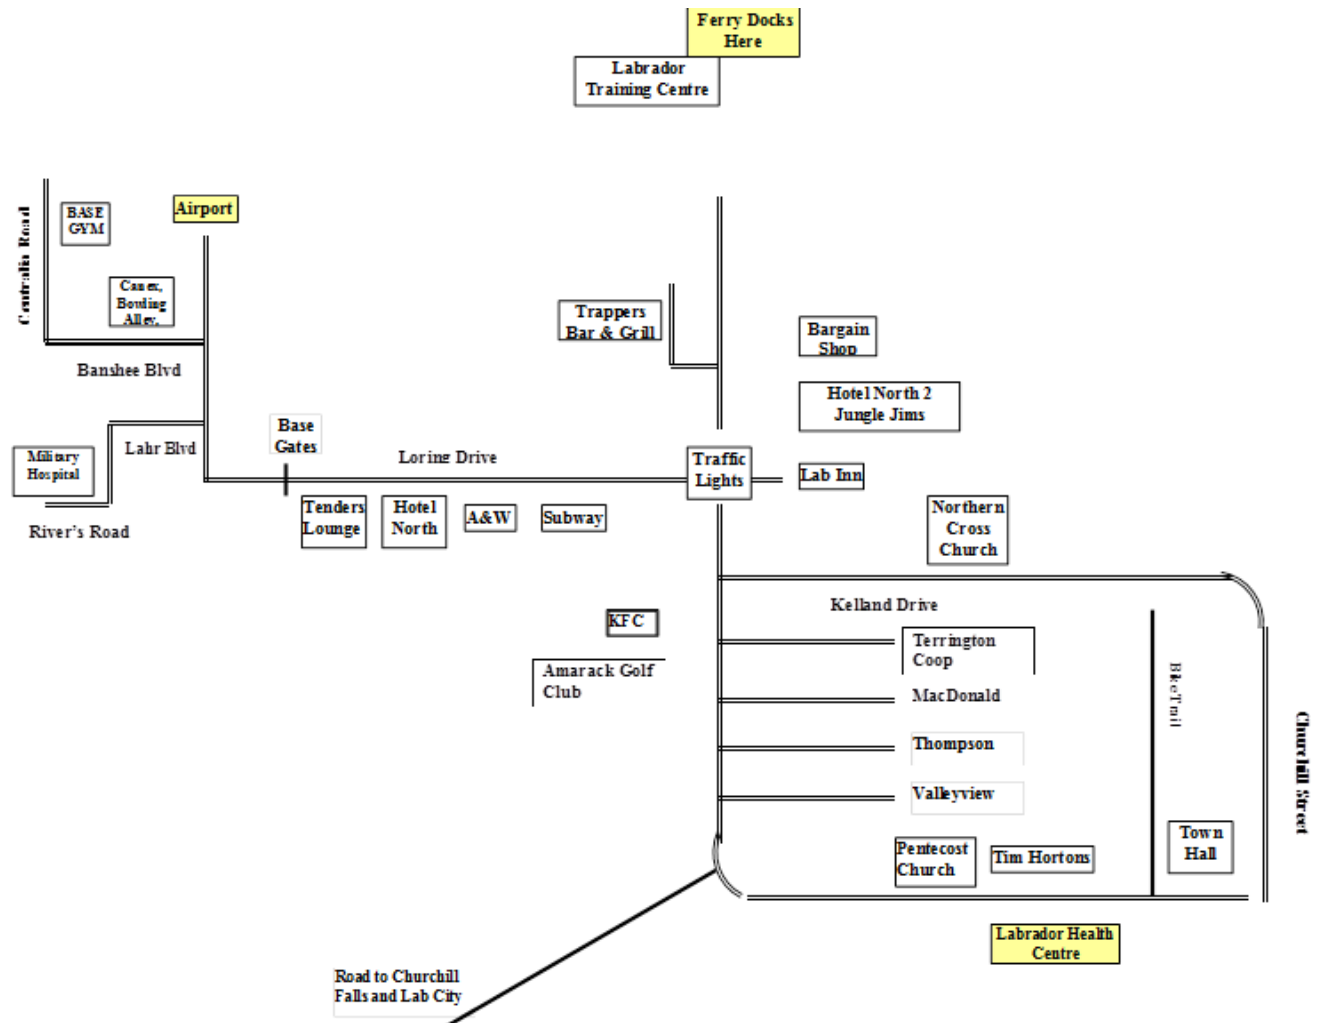 Ferry Docks
Here
Labrador
Training Centre
Centralia Road
BASE
GYM
Airport
Canex,
Bowling
Alley,
Banshee Blvd
Trappers
Bar & Grill
Bargain
Shop
Hotel North 2
Jungle Jims
Base
Gates
Lahr Blvd
Military
Hospital
Loring Drive
Traffic
Lights
Lab Inn
River's Road
Tenders
Lounge
Hotel
North
A&W
Subway
Northern
Cross
Church
Kelland Drive
KFC
Amarack Golf
Club
Terrington
Coop
MacDonald
Thompson
Valleyview
Bike Trail
Churchill Street
Pentecost
Church
Tim Hortons
Town
Hall
Labrador Health
Centre
Road to Churchill
Falls and Lab City